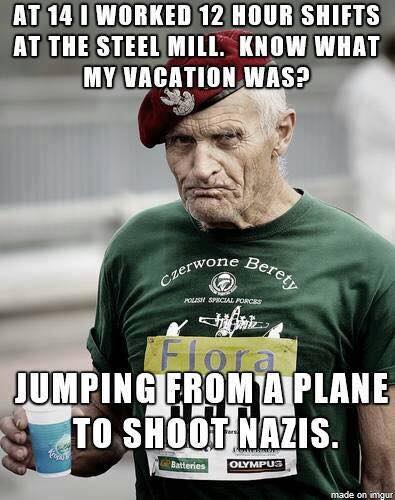 AT 14 I WORKED 12 HOUR SHIFTS
AT THE STEEL MILL. KNOW WHAT
MY VACATION WAS?
Czerwone Berety
POLISH SPECIAL FORCES
Flora
JUMPING FROM A PLANE
TO SHOOT NAZIS.
Batteries
OLYMPUS
made on imgur